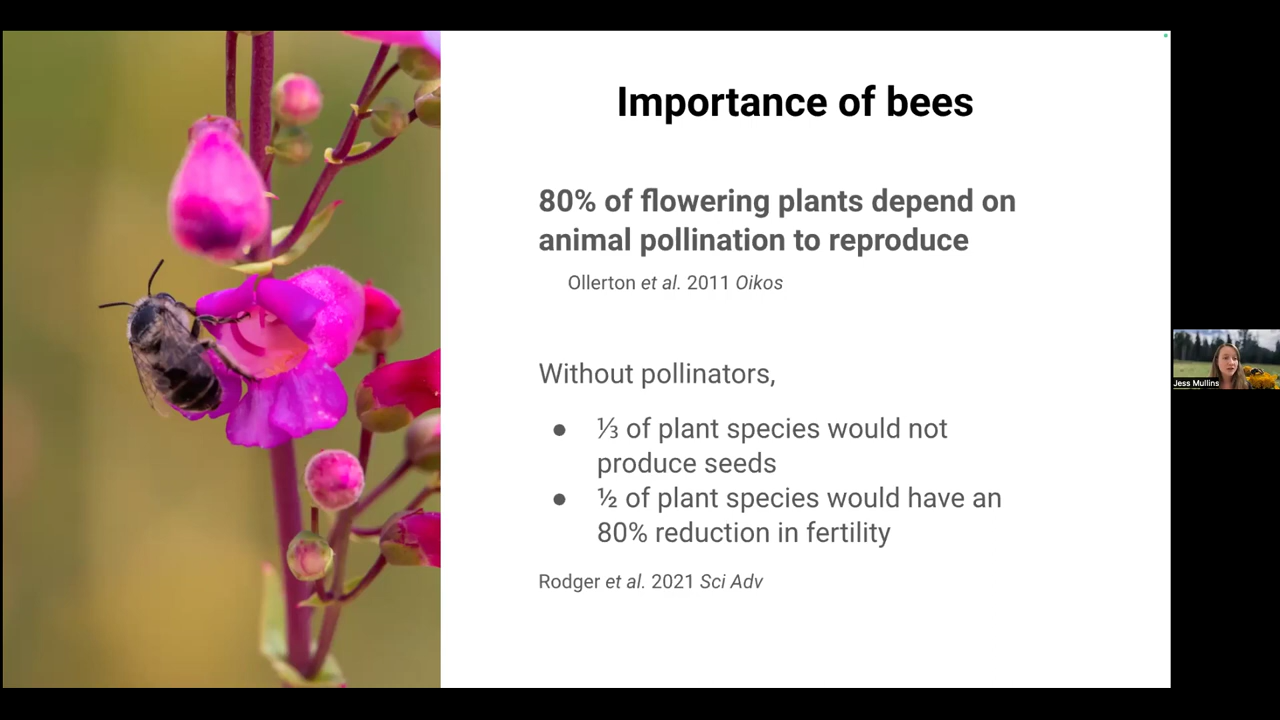 Importance of bees
80% of flowering plants depend on
animal pollination to reproduce
Ollerton et al. 2011 Oikos
Without pollinators,
● ⅓ of plant species would not
produce seeds
● ½ of plant species would have an
80% reduction in fertility
Rodger et al. 2021 Sci Adv
Jess Mullins